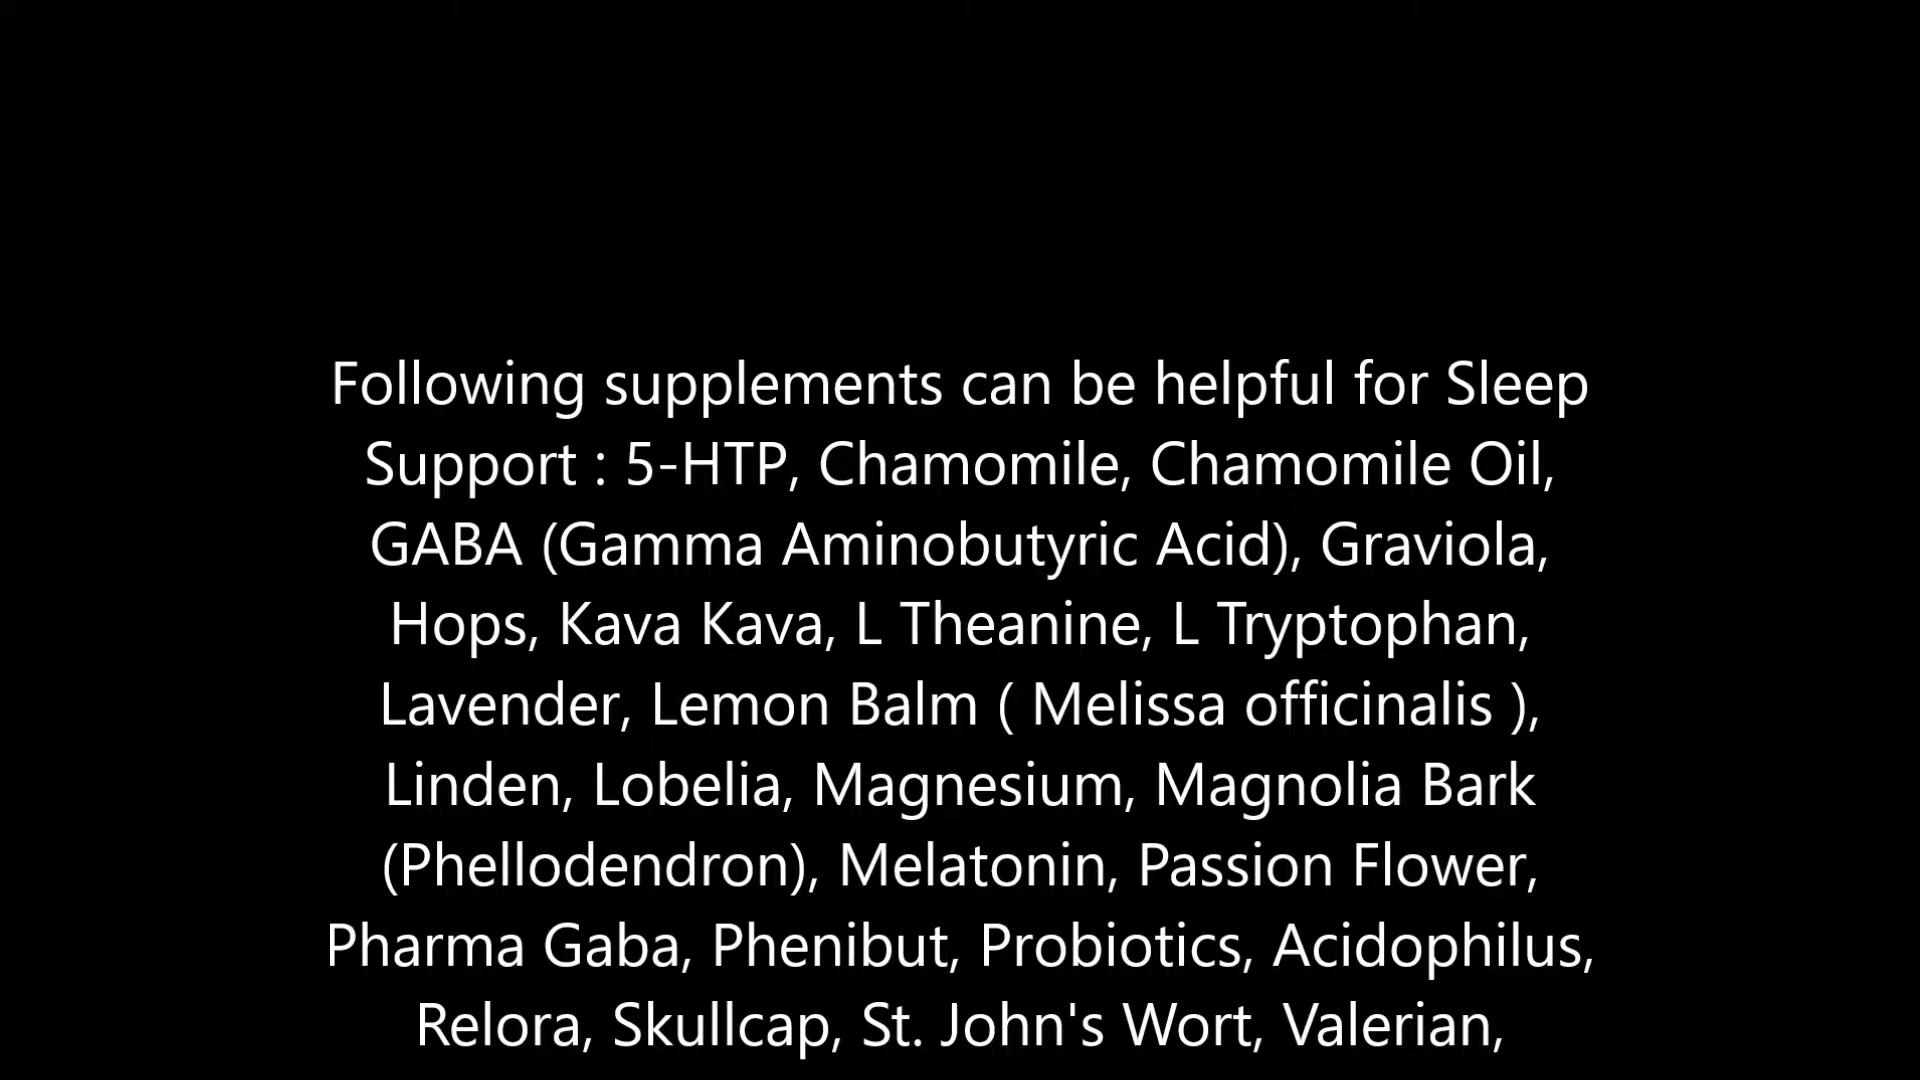 Following supplements can be helpful for Sleep
Support : 5-HTP, Chamomile, Chamomile Oil,
GABA (Gamma Aminobutyric Acid), Graviola,
Hops, Kava Kava, L Theanine, L Tryptophan,
Lavender, Lemon Balm ( Melissa officinalis ),
Linden, Lobelia, Magnesium, Magnolia Bark
(Phellodendron), Melatonin, Passion Flower,
Pharma Gaba, Phenibut, Probiotics, Acidophilus,
Relora, Skullcap, St. John's Wort, Valerian,